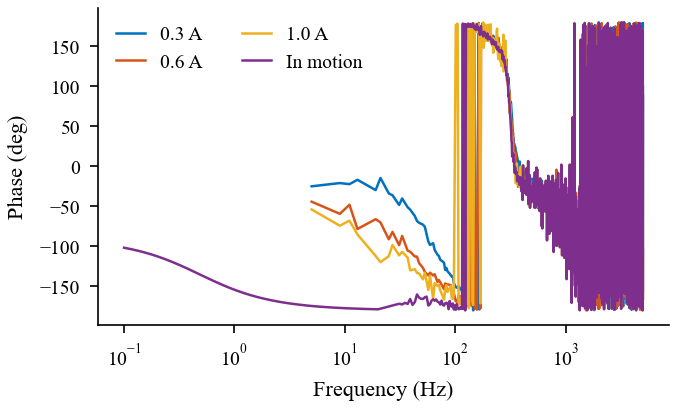 0.3 A
0.6 A
1.0 A
In motion
Phase (deg)
150
100
50
0
−50
−100
−150
10⁻¹
10⁰
10¹
10²
10³
Frequency (Hz)